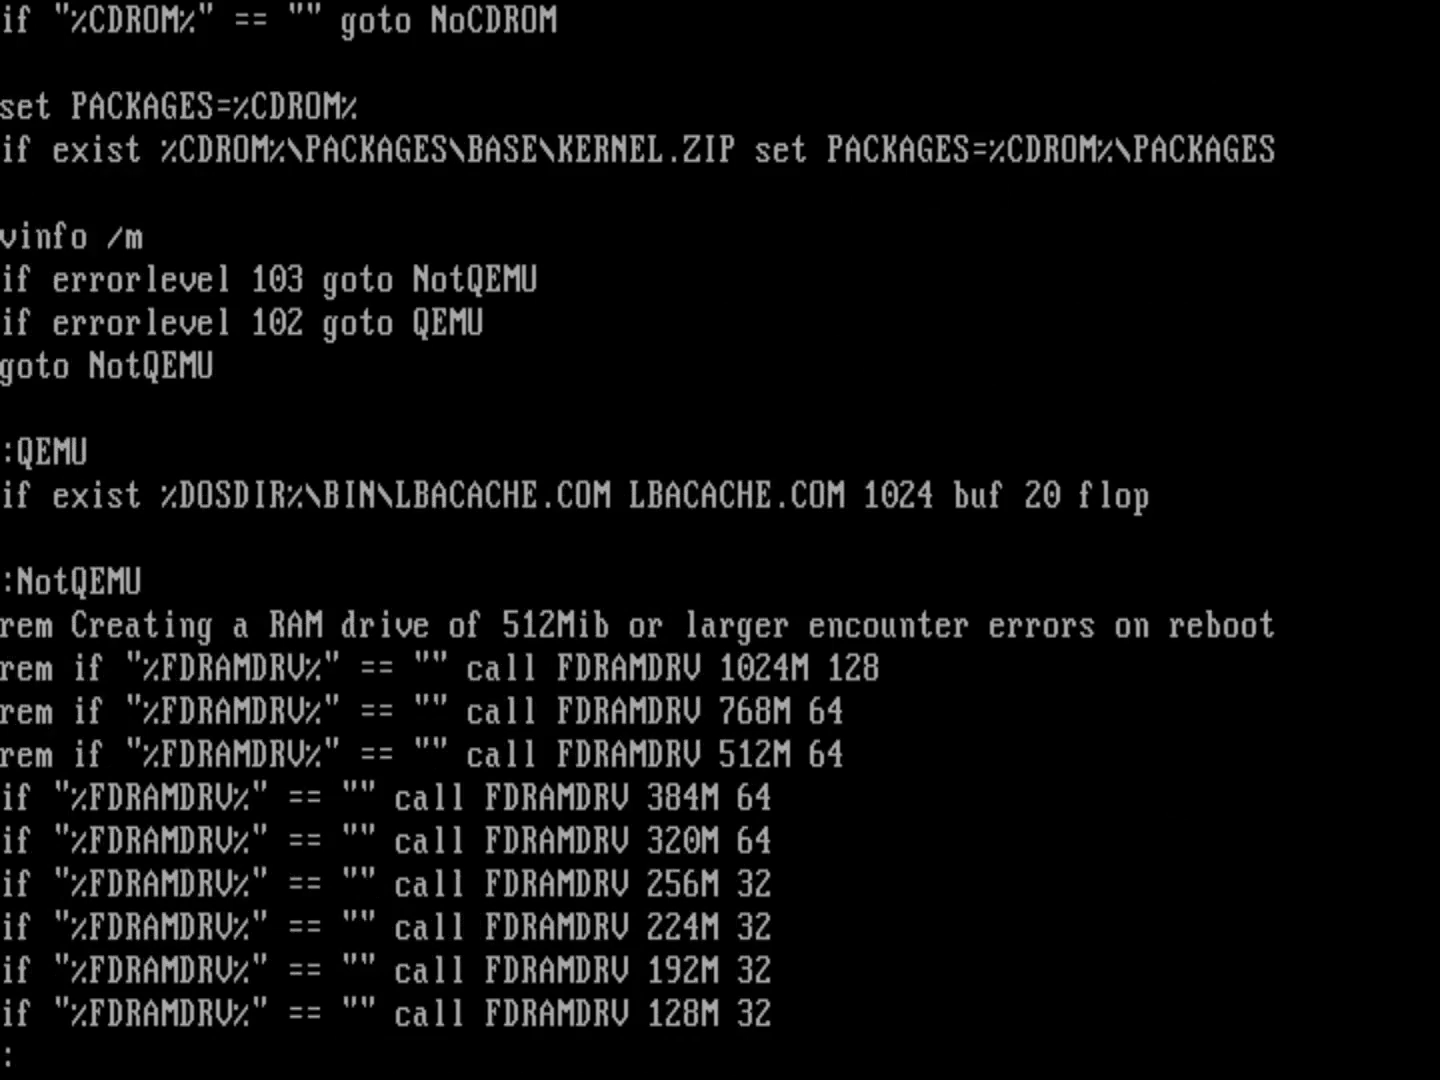 if "%CDROM%" == "" goto NoCDROM
set PACKAGES=%CDROM%
if exist %CDROM%\PACKAGES\BASE\KERNEL.ZIP set PACKAGES=%CDROM%\PACKAGES
vinfo /m
if errorlevel 103 goto NotQEMU
if errorlevel 102 goto QEMU
goto NotQEMU
:QEMU
if exist %DOSDIR%\BIN\LBACACHE.COM LBACACHE.COM 1024 buf 20 flop
:NotQEMU
rem Creating a RAM drive of 512Mib or larger encounter errors on reboot
rem if "%FDRAMDRV%" == "" call FDRAMDRV 1024M 128
rem if "%FDRAMDRV%" == "" call FDRAMDRV 768M 64
rem if "%FDRAMDRV%" == "" call FDRAMDRV 512M 64
if "%FDRAMDRV%" == "" call FDRAMDRV 384M 64
if "%FDRAMDRV%" == "" call FDRAMDRV 320M 64
if "%FDRAMDRV%" == "" call FDRAMDRV 256M 32
if "%FDRAMDRV%" == "" call FDRAMDRV 224M 32
if "%FDRAMDRV%" == "" call FDRAMDRV 192M 32
if "%FDRAMDRV%" == "" call FDRAMDRV 128M 32
: